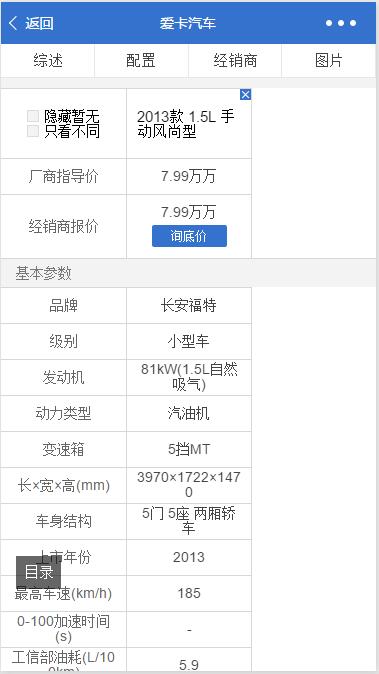 返回 爱卡汽车
综述 配置 经销商 图片
隐藏暂无
只看不同
2013款 1.5L 手
动风尚型
厂商指导价 7.99万万
经销商报价 7.99万万
询底价
基本参数
品牌 长安福特
级别 小型车
发动机 81kW(1.5L自然
吸气)
动力类型 汽油机
变速箱 5挡MT
长×宽×高(mm) 3970×1722×147
0
车身结构 5门 5座 两厢轿
车
上市年份 2013
目录
最高车速(km/h) 185
0-100加速时间
(s) -
工信部油耗(L/10
0km) 5.9